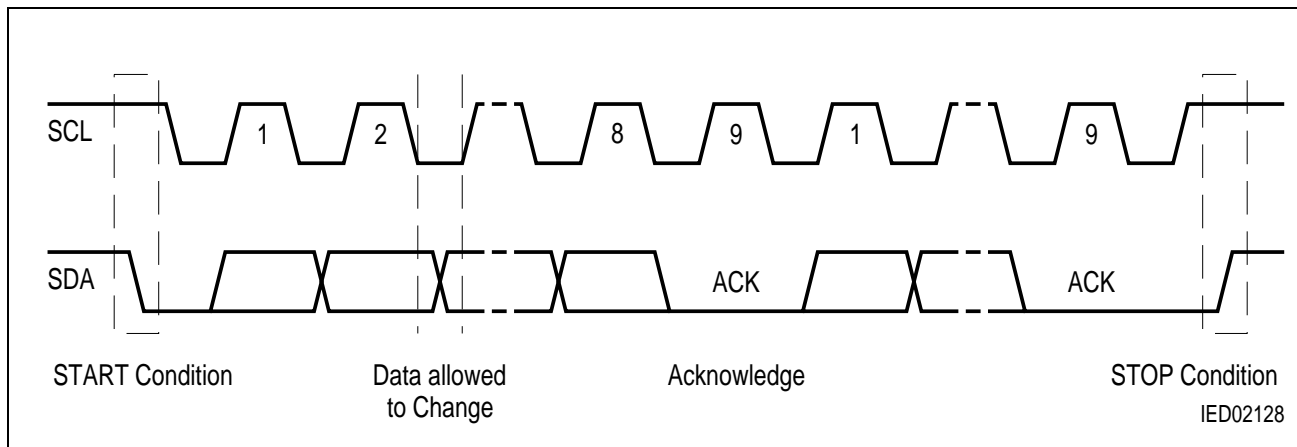 SCL
1
2
8
9
1
9
SDA
ACK
ACK
START Condition
Data allowed
to Change
Acknowledge
STOP Condition
IED02128